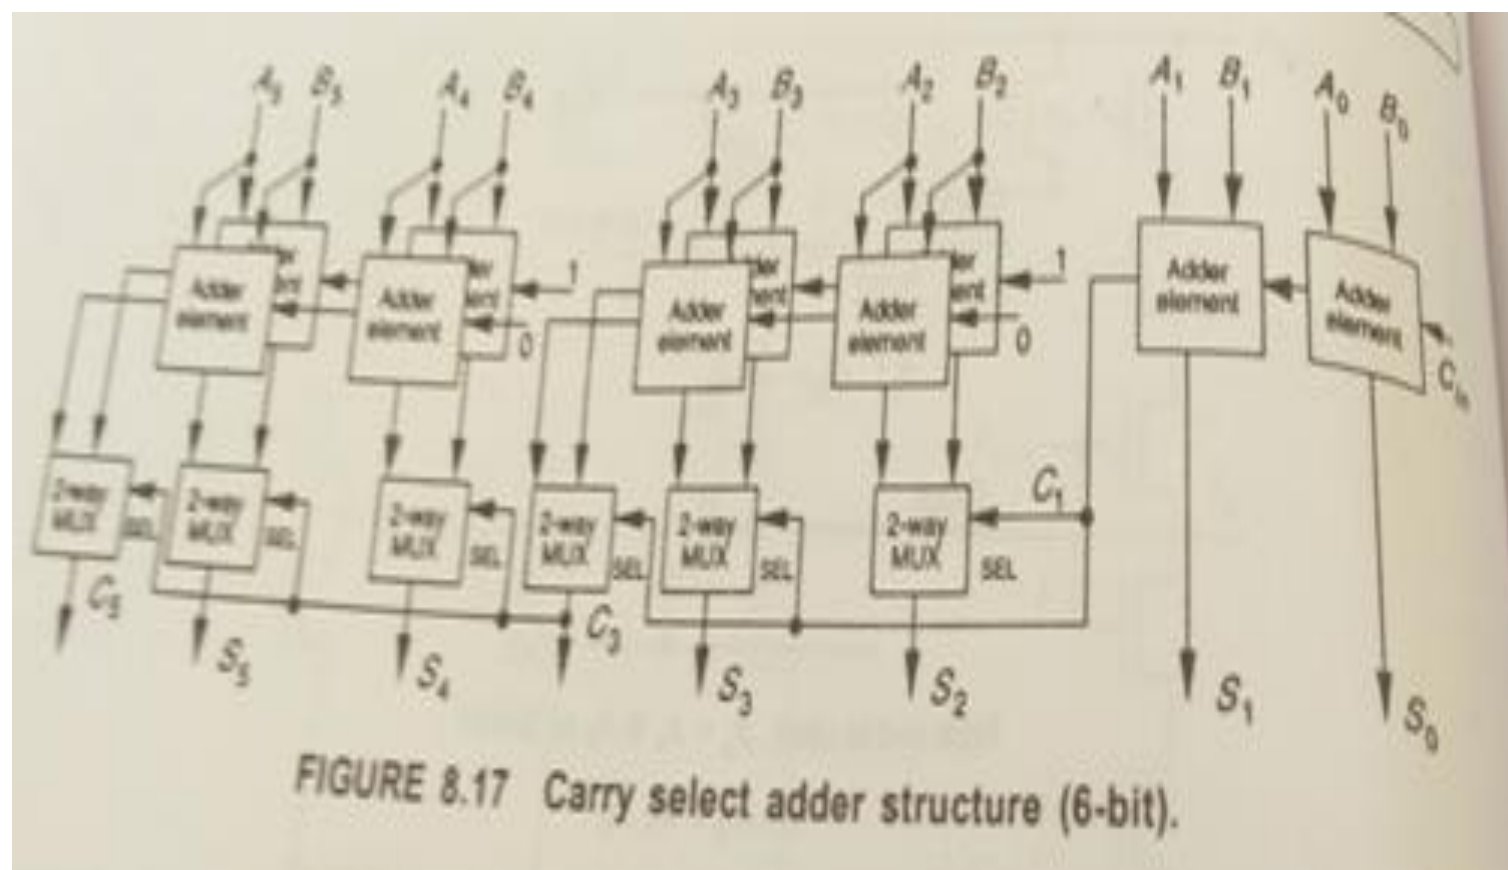 A5 B5 A4 B4 A3 B3 A2 B2 A1 B1 A0 B0
Adder element
Adder element
1
0
Adder element
Adder element
1
0
Adder element
Adder element
Cin
2-way MUX
SEL
2-way MUX
SEL
2-way MUX
SEL
2-way MUX
SEL
2-way MUX
SEL
2-way MUX
SEL
C1
C5
S5
S4
C3
S3
S2
S1
S0
FIGURE 8.17 Carry select adder structure (6-bit).